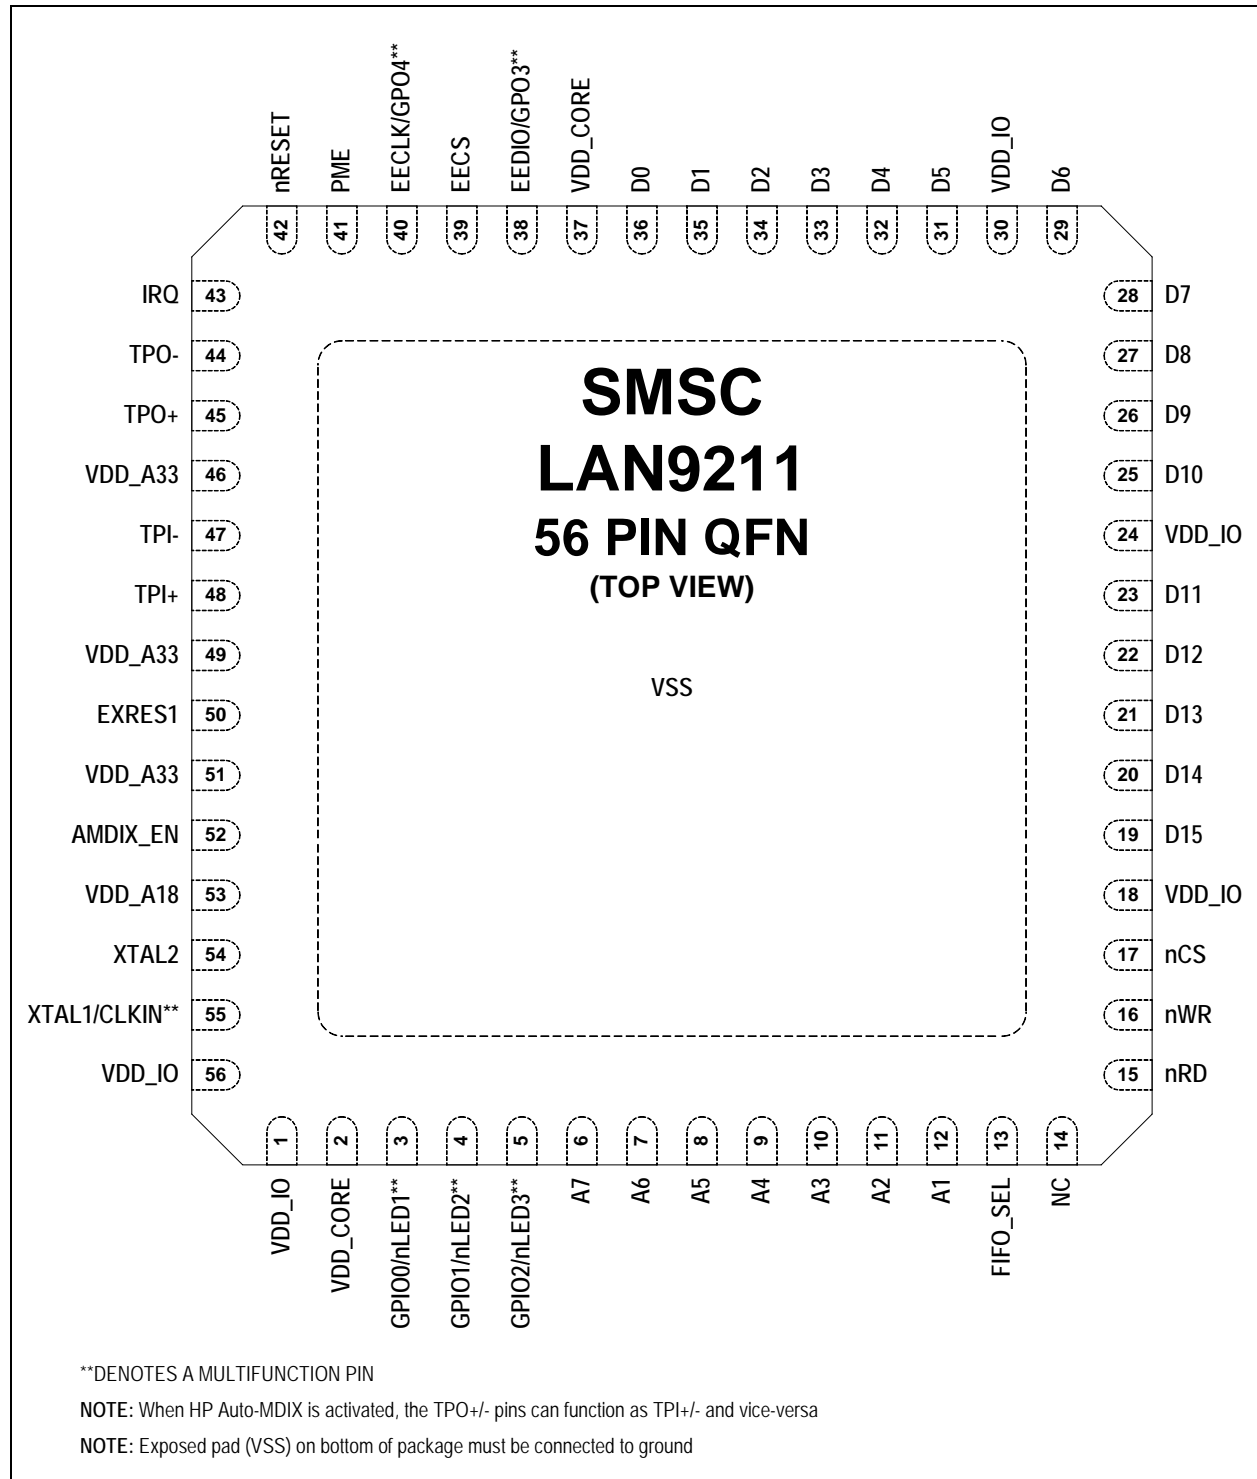 nRESET
PME
EECLK/GPO4**
EECS
EEDIO/GPO3**
VDD_CORE
D0
D1
D2
D3
D4
D5
VDD_IO
D6
42
41
40
39
38
37
36
35
34
33
32
31
30
29
IRQ 43
TPO- 44
TPO+ 45
VDD_A33 46
TPI- 47
TPI+ 48
VDD_A33 49
EXRES1 50
VDD_A33 51
AMDIX_EN 52
VDD_A18 53
XTAL2 54
XTAL1/CLKIN** 55
VDD_IO 56
SMSC
LAN9211
56 PIN QFN
(TOP VIEW)
VSS
28 D7
27 D8
26 D9
25 D10
24 VDD_IO
23 D11
22 D12
21 D13
20 D14
19 D15
18 VDD_IO
17 nCS
16 nWR
15 nRD
1
2
3
4
5
6
7
8
9
10
11
12
13
14
VDD_IO
VDD_CORE
GPIO0/nLED1**
GPIO1/nLED2**
GPIO2/nLED3**
A7
A6
A5
A4
A3
A2
A1
FIFO_SEL
NC
**DENOTES A MULTIFUNCTION PIN
NOTE: When HP Auto-MDIX is activated, the TPO+/- pins can function as TPI+/- and vice-versa
NOTE: Exposed pad (VSS) on bottom of package must be connected to ground